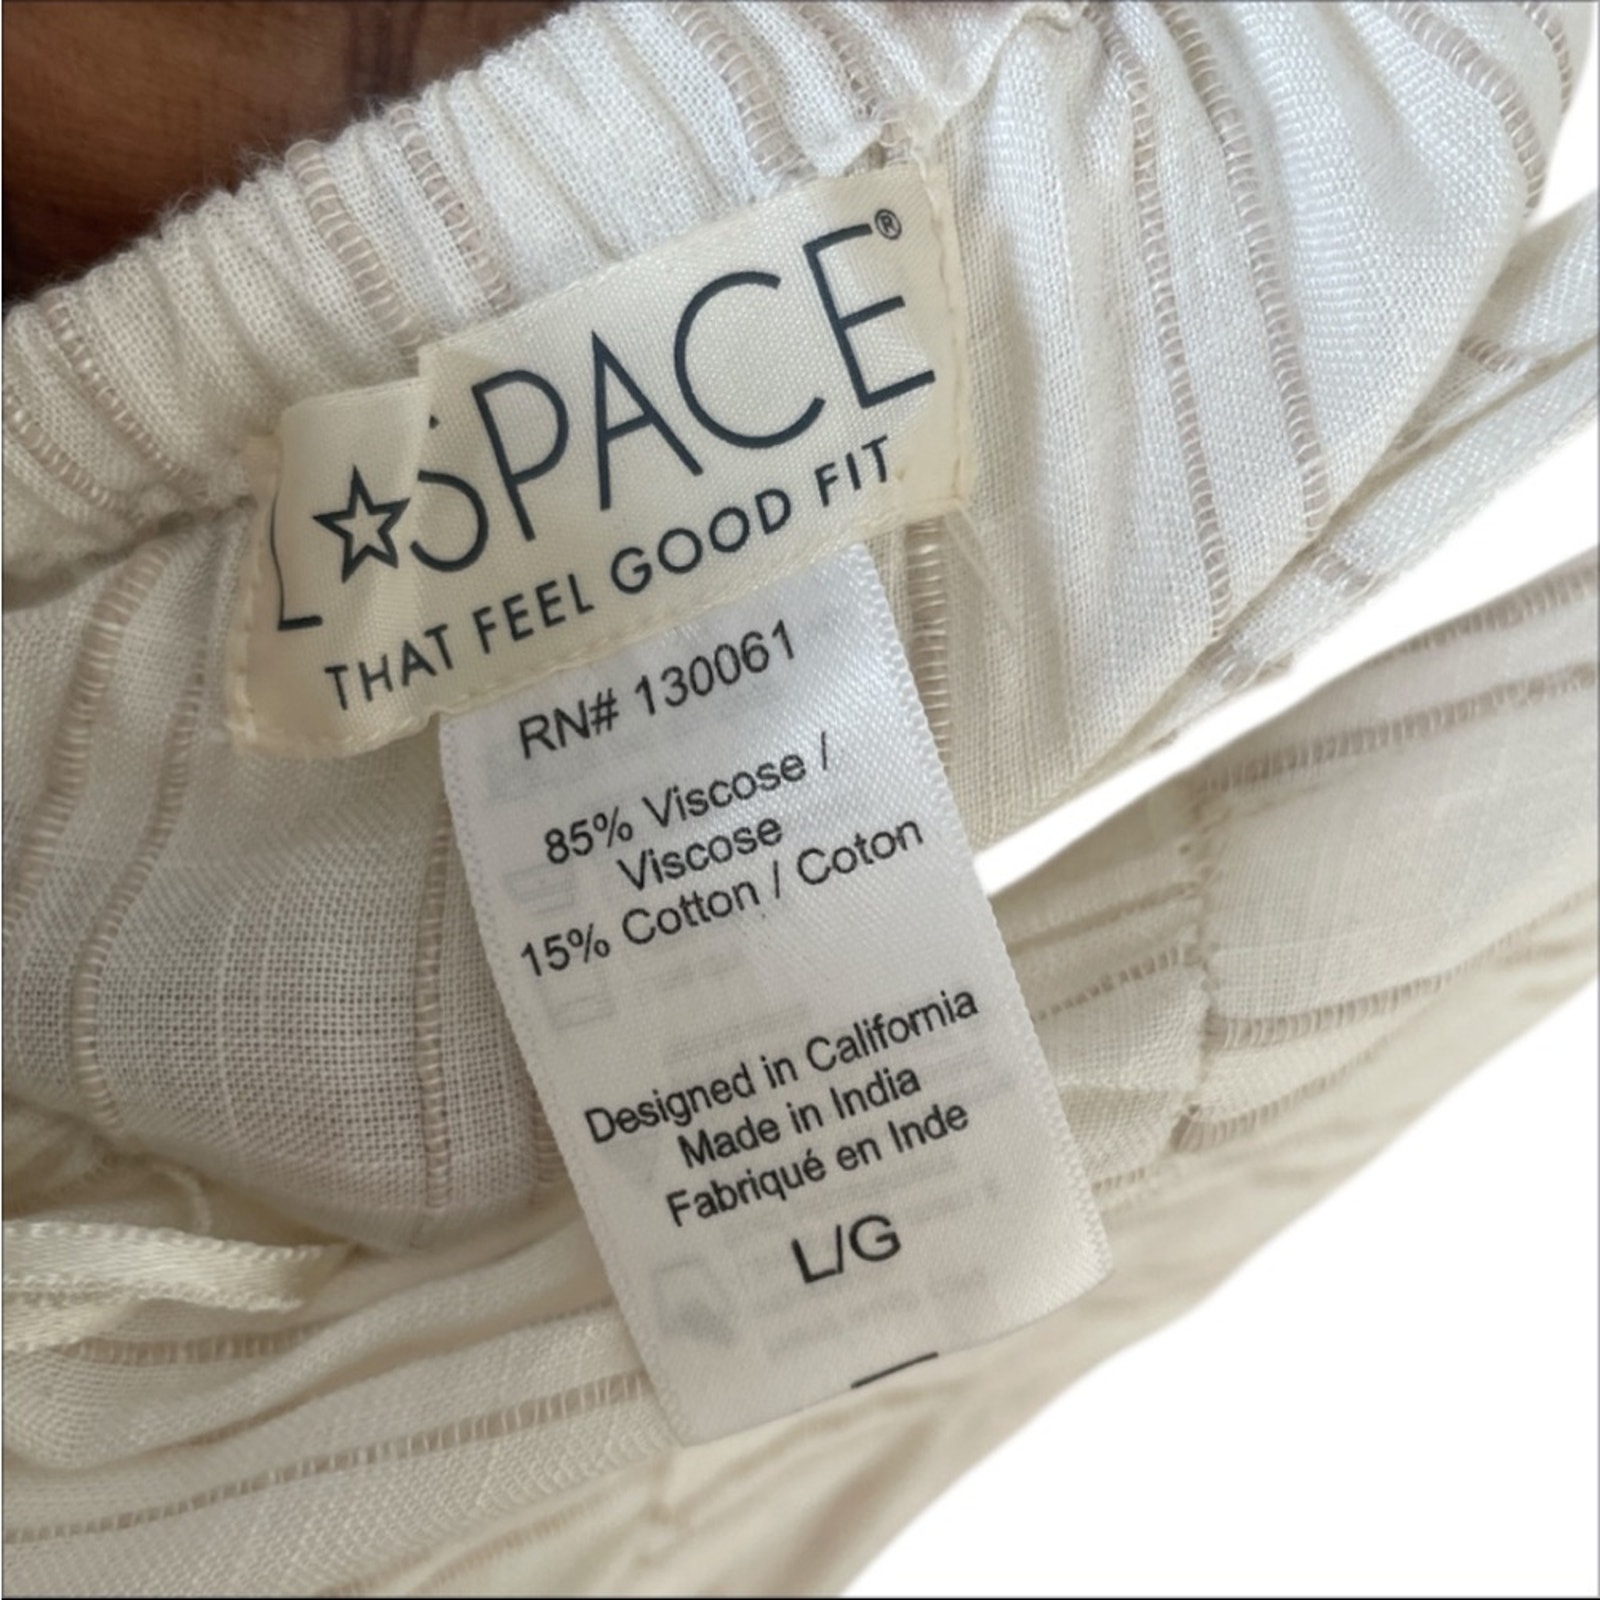 L☆SPACE®
THAT FEEL GOOD FIT
RN# 130061
85% Viscose /
Viscose
15% Cotton / Coton
Designed in California
Made in India
Fabriqué en Inde
L/G